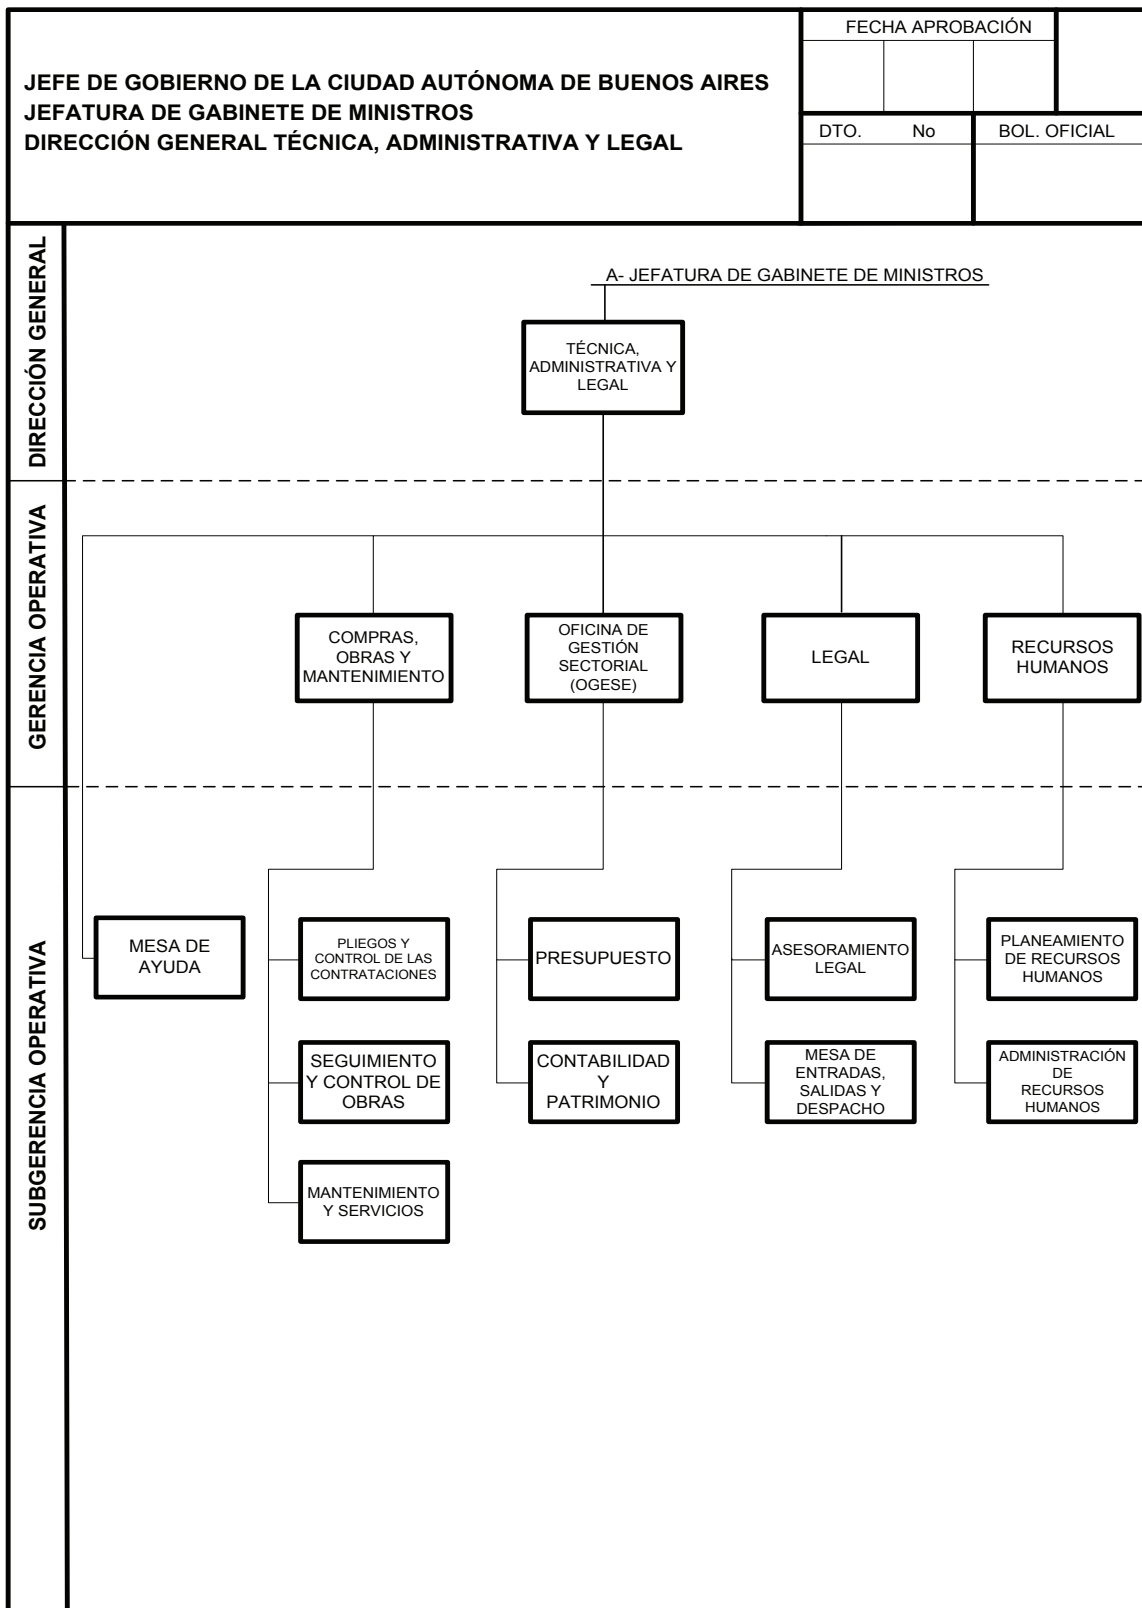 JEFE DE GOBIERNO DE LA CIUDAD AUTÓNOMA DE BUENOS AIRES
JEFATURA DE GABINETE DE MINISTROS
DIRECCIÓN GENERAL TÉCNICA, ADMINISTRATIVA Y LEGAL
FECHA APROBACIÓN
DTO. No
BOL. OFICIAL
DIRECCIÓN GENERAL
A- JEFATURA DE GABINETE DE MINISTROS
TÉCNICA,
ADMINISTRATIVA Y
LEGAL
GERENCIA OPERATIVA
COMPRAS,
OBRAS Y
MANTENIMIENTO
OFICINA DE
GESTIÓN
SECTORIAL
(OGESE)
LEGAL
RECURSOS
HUMANOS
SUBGERENCIA OPERATIVA
MESA DE
AYUDA
PLIEGOS Y
CONTROL DE LAS
CONTRATACIONES
PRESUPUESTO
ASESORAMIENTO
LEGAL
PLANEAMIENTO
DE RECURSOS
HUMANOS
SEGUIMIENTO
Y CONTROL DE
OBRAS
CONTABILIDAD
Y
PATRIMONIO
MESA DE
ENTRADAS,
SALIDAS Y
DESPACHO
ADMINISTRACIÓN
DE
RECURSOS
HUMANOS
MANTENIMIENTO
Y SERVICIOS